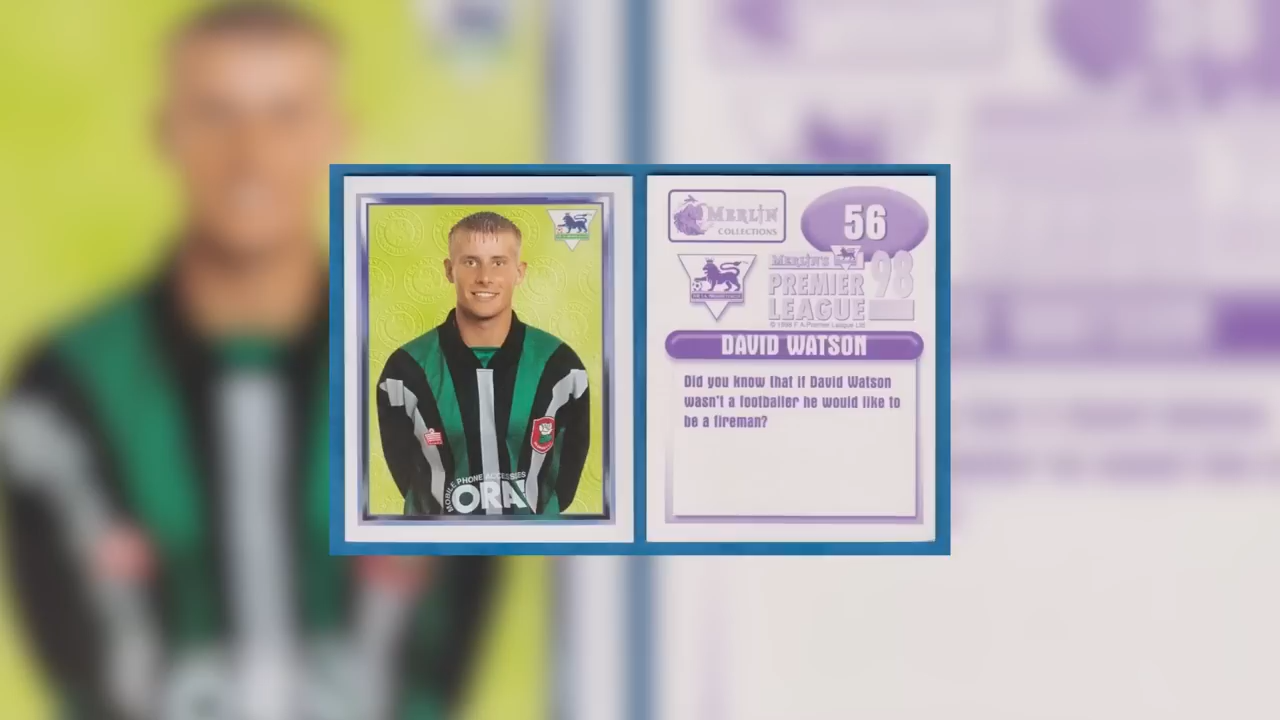 MOBILE PHONE ACCESSORIES
ORA
MERLIN
COLLECTIONS
56
MERLIN'S
PREMIER
LEAGUE
98
© 1998 F A Premier League Ltd
DAVID WATSON
Did you know that if David Watson
wasn't a footballer he would like to
be a fireman?